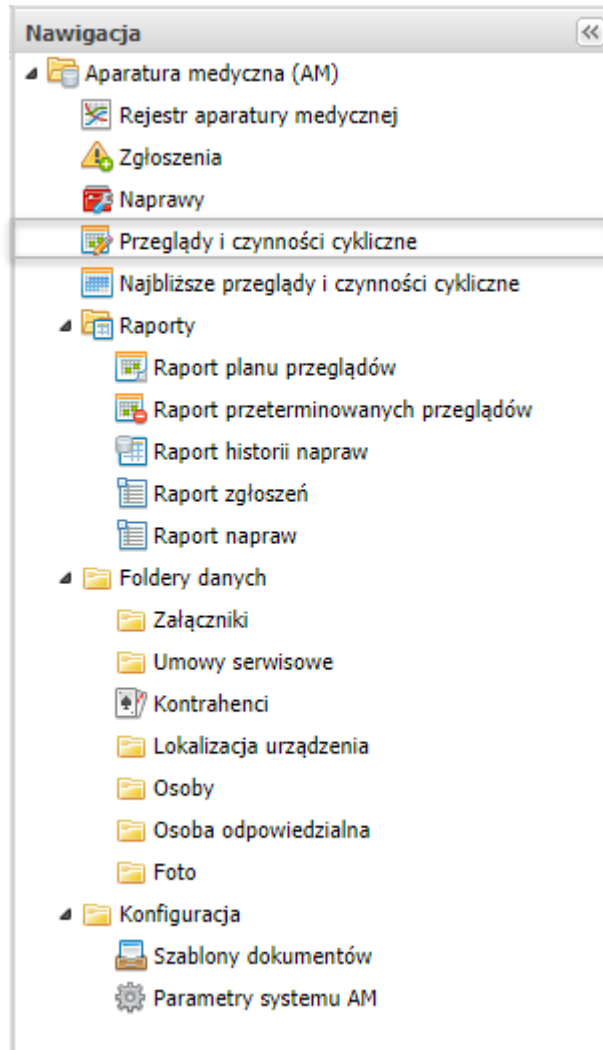 Nawigacja
Aparatura medyczna (AM)
Rejestr aparatury medycznej
Zgłoszenia
Naprawy
Przeglądy i czynności cykliczne
Najbliższe przeglądy i czynności cykliczne
Raporty
Raport planu przeglądów
Raport przeterminowanych przeglądów
Raport historii napraw
Raport zgłoszeń
Raport napraw
Foldery danych
Załączniki
Umowy serwisowe
Kontrahenci
Lokalizacja urządzenia
Osoby
Osoba odpowiedzialna
Foto
Konfiguracja
Szablony dokumentów
Parametry systemu AM